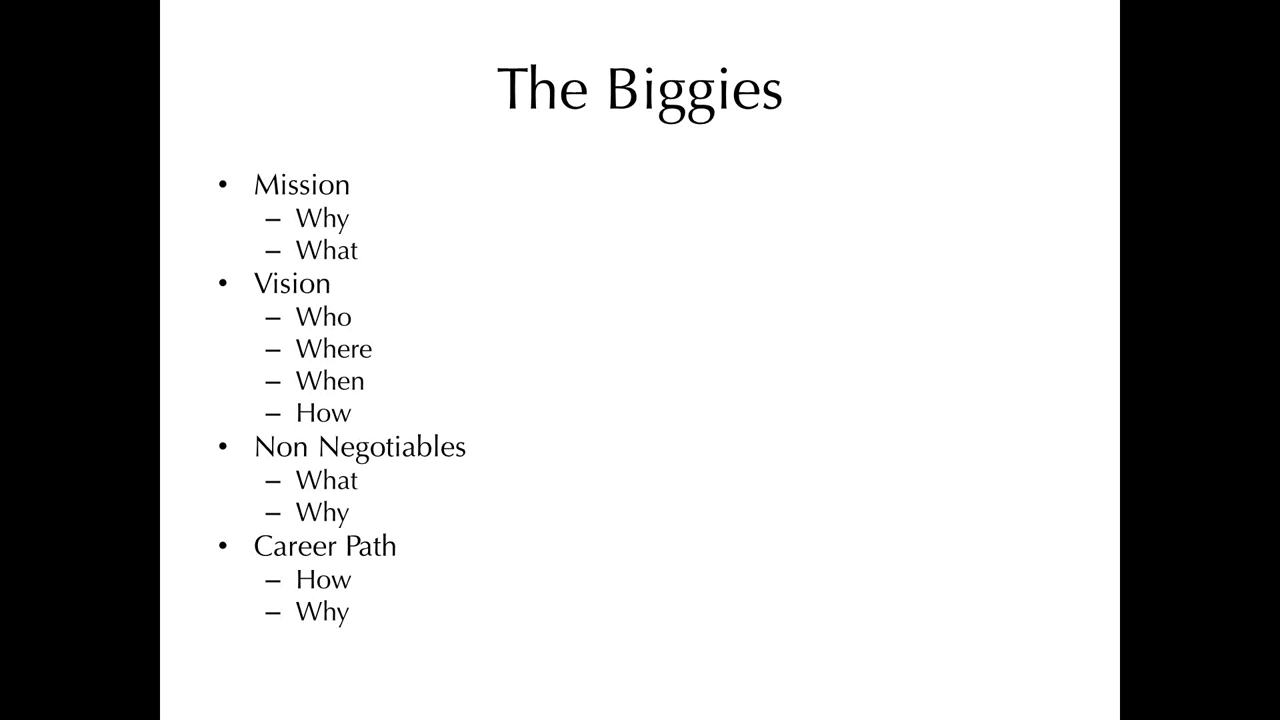 The Biggies
• Mission
– Why
– What
• Vision
– Who
– Where
– When
– How
• Non Negotiables
– What
– Why
• Career Path
– How
– Why